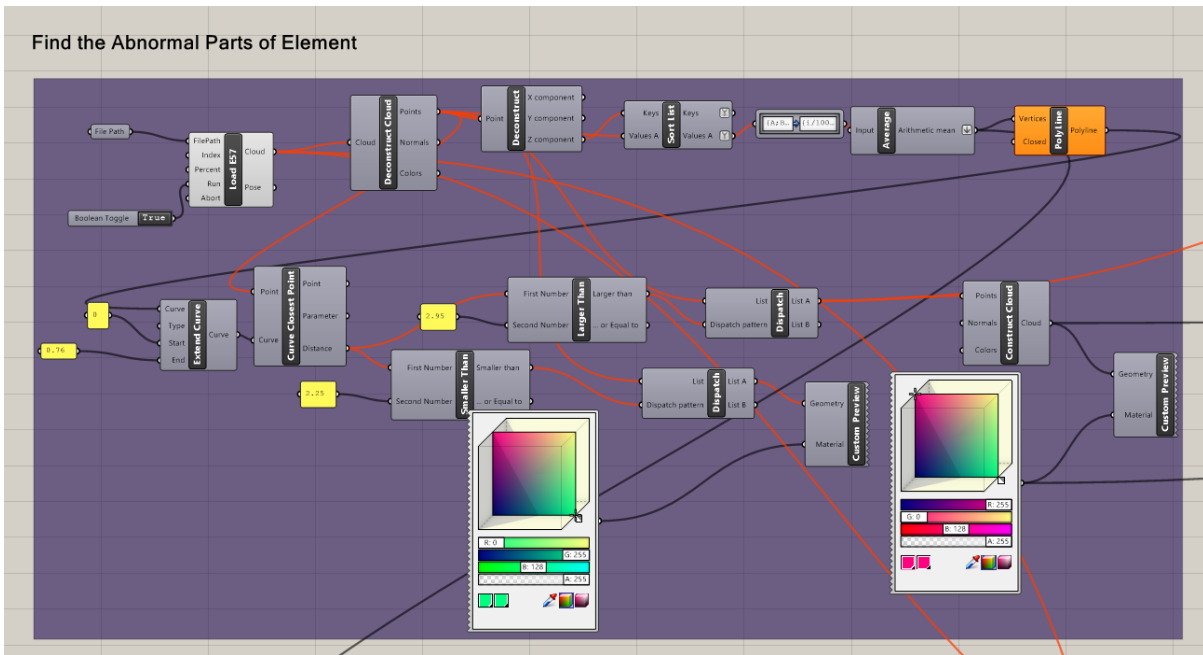 Find the Abnormal Parts of Element
File Path
FilePath
Index
Percent
Run
Abort
Load E57
Cloud
Pose
Boolean Toggle True
Cloud
Deconstruct Cloud
Points
Normals
Colors
Point
Deconstruct
X component
Y component
Z component
Keys
Values A
Sort List
Keys
Values A
{A;B...
{(i/100...
Input
Average
Arithmetic mean
Vertices
Closed
PolyLine
Polyline
0
0.76
Curve
Type
Start
End
Extend Curve
Curve
Point
Curve
Curve Closest Point
Point
Parameter
Distance
2.95
2.25
First Number
Second Number
Larger Than
Larger than
... or Equal to
First Number
Second Number
Smaller Than
Smaller than
... or Equal to
List
Dispatch pattern
Dispatch
List A
List B
List
Dispatch pattern
Dispatch
List A
List B
Geometry
Material
Custom Preview
Points
Normals
Colors
Construct Cloud
Cloud
Geometry
Material
Custom Preview
R: 0
G: 255
B: 128
A: 255
R: 255
G: 0
B: 128
A: 255